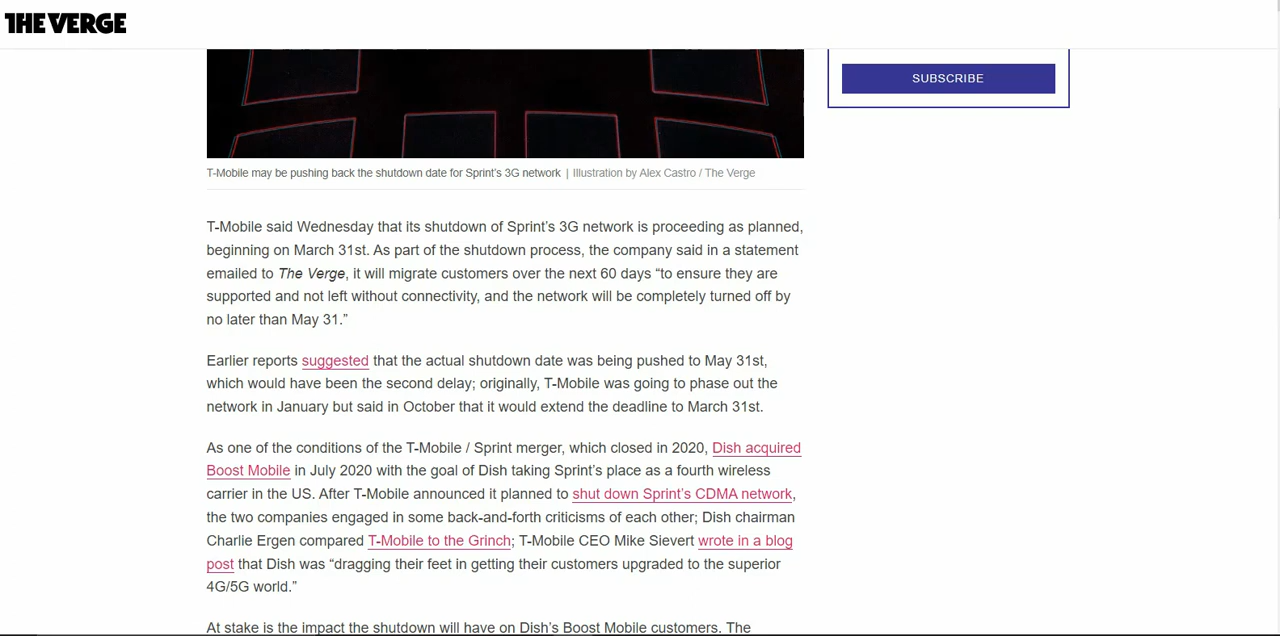 THE VERGE
SUBSCRIBE
T-Mobile may be pushing back the shutdown date for Sprint’s 3G network | Illustration by Alex Castro / The Verge
T-Mobile said Wednesday that its shutdown of Sprint’s 3G network is proceeding as planned,
beginning on March 31st. As part of the shutdown process, the company said in a statement
emailed to The Verge, it will migrate customers over the next 60 days “to ensure they are
supported and not left without connectivity, and the network will be completely turned off by
no later than May 31.”
Earlier reports suggested that the actual shutdown date was being pushed to May 31st,
which would have been the second delay; originally, T-Mobile was going to phase out the
network in January but said in October that it would extend the deadline to March 31st.
As one of the conditions of the T-Mobile / Sprint merger, which closed in 2020, Dish acquired
Boost Mobile in July 2020 with the goal of Dish taking Sprint’s place as a fourth wireless
carrier in the US. After T-Mobile announced it planned to shut down Sprint’s CDMA network,
the two companies engaged in some back-and-forth criticisms of each other; Dish chairman
Charlie Ergen compared T-Mobile to the Grinch; T-Mobile CEO Mike Sievert wrote in a blog
post that Dish was “dragging their feet in getting their customers upgraded to the superior
4G/5G world.”
At stake is the impact the shutdown will have on Dish’s Boost Mobile customers. The